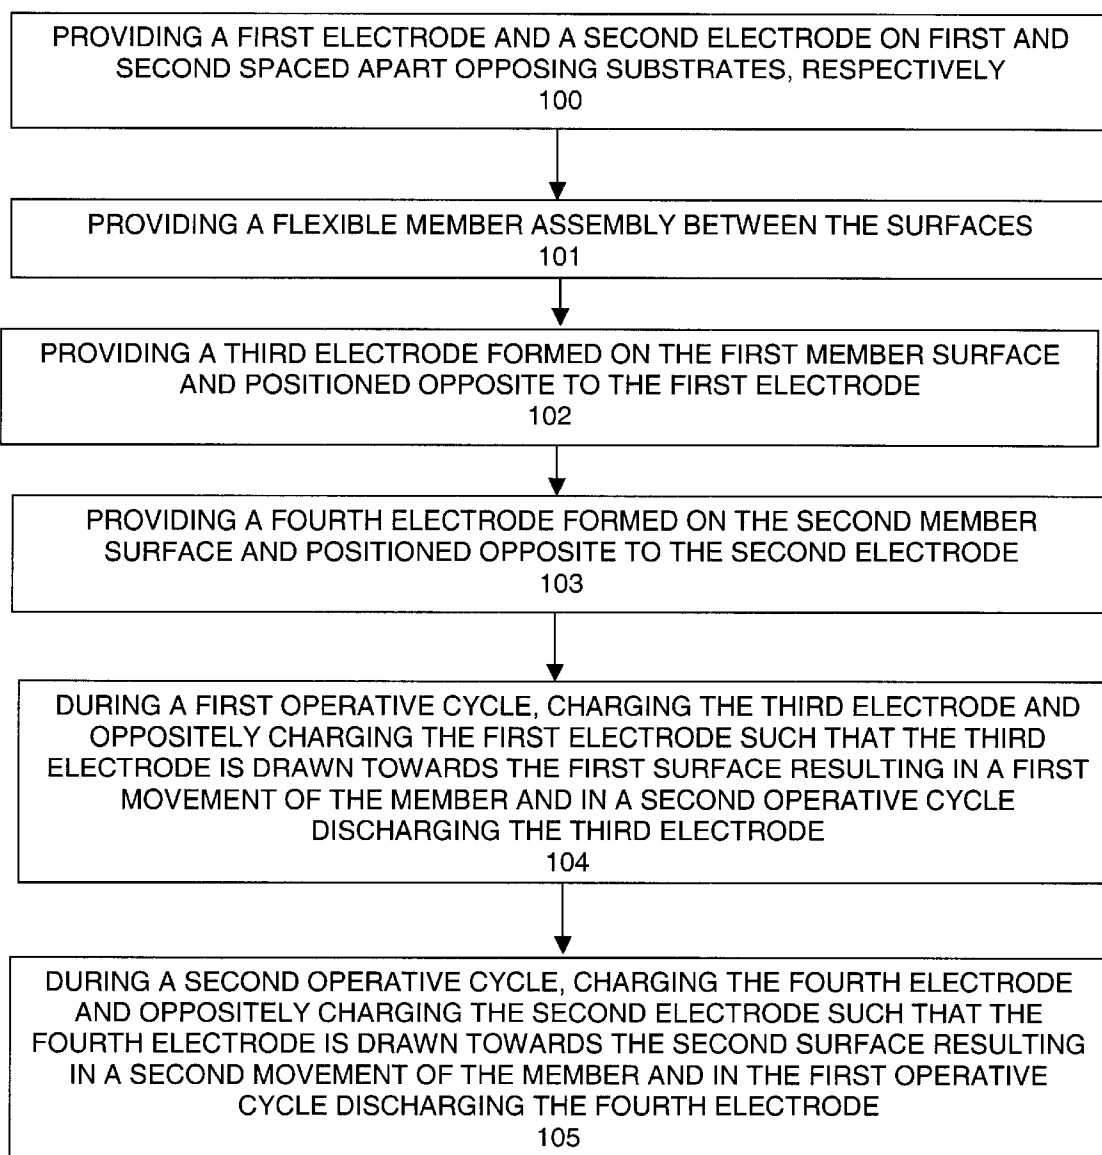 PROVIDING A FIRST ELECTRODE AND A SECOND ELECTRODE ON FIRST AND
SECOND SPACED APART OPPOSING SUBSTRATES, RESPECTIVELY
100
PROVIDING A FLEXIBLE MEMBER ASSEMBLY BETWEEN THE SURFACES
101
PROVIDING A THIRD ELECTRODE FORMED ON THE FIRST MEMBER SURFACE
AND POSITIONED OPPOSITE TO THE FIRST ELECTRODE
102
PROVIDING A FOURTH ELECTRODE FORMED ON THE SECOND MEMBER
SURFACE AND POSITIONED OPPOSITE TO THE SECOND ELECTRODE
103
DURING A FIRST OPERATIVE CYCLE, CHARGING THE THIRD ELECTRODE AND
OPPOSITELY CHARGING THE FIRST ELECTRODE SUCH THAT THE THIRD
ELECTRODE IS DRAWN TOWARDS THE FIRST SURFACE RESULTING IN A FIRST
MOVEMENT OF THE MEMBER AND IN A SECOND OPERATIVE CYCLE
DISCHARGING THE THIRD ELECTRODE
104
DURING A SECOND OPERATIVE CYCLE, CHARGING THE FOURTH ELECTRODE
AND OPPOSITELY CHARGING THE SECOND ELECTRODE SUCH THAT THE
FOURTH ELECTRODE IS DRAWN TOWARDS THE SECOND SURFACE RESULTING
IN A SECOND MOVEMENT OF THE MEMBER AND IN THE FIRST OPERATIVE
CYCLE DISCHARGING THE FOURTH ELECTRODE
105